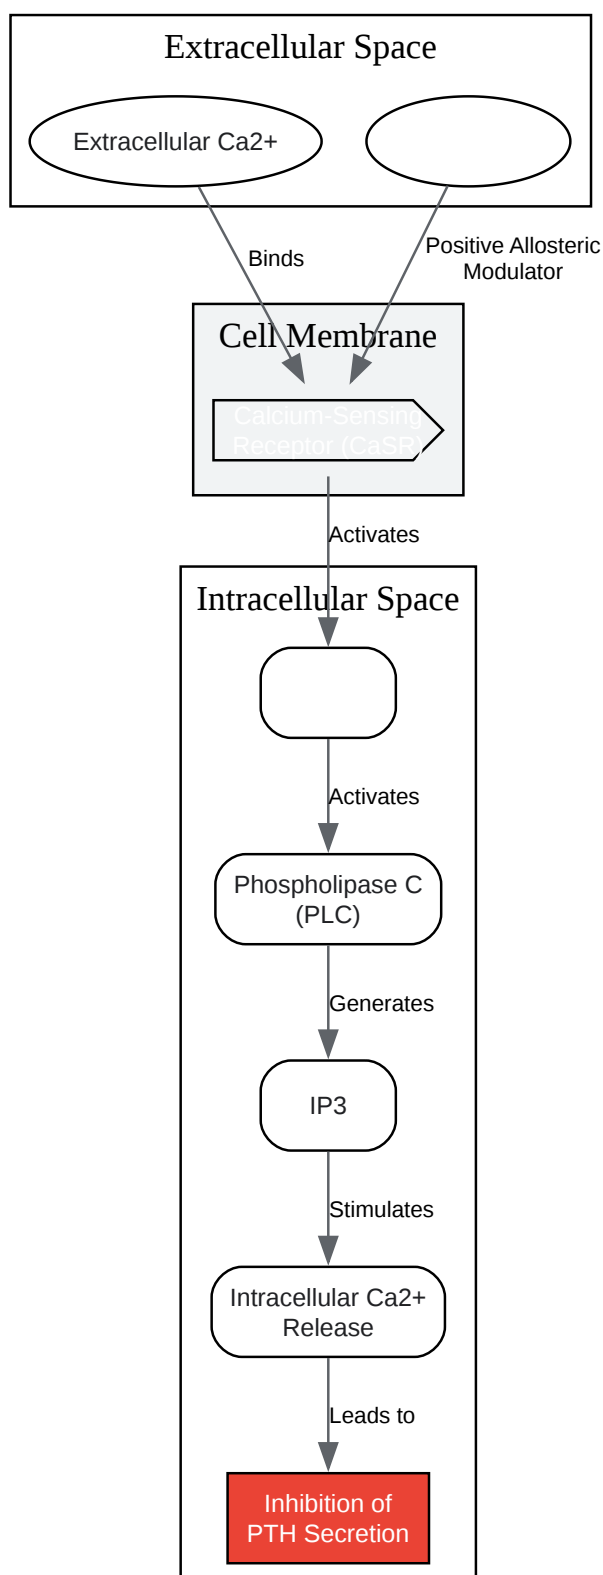 Extracellular Space
Extracellular Ca2+
Binds
Positive Allosteric
Modulator
Cell Membrane
Calcium-Sensing
Receptor (CaSR)
Activates
Intracellular Space
Activates
Phospholipase C
(PLC)
Generates
IP3
Stimulates
Intracellular Ca2+
Release
Leads to
Inhibition of
PTH Secretion